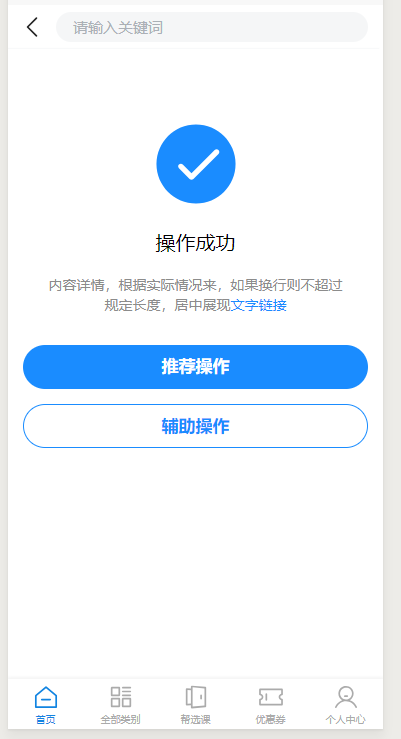 请输入关键词
操作成功
内容详情，根据实际情况来，如果换行则不超过
规定长度，居中展现文字链接
推荐操作
辅助操作
首页 全部类别 帮选课 优惠券 个人中心